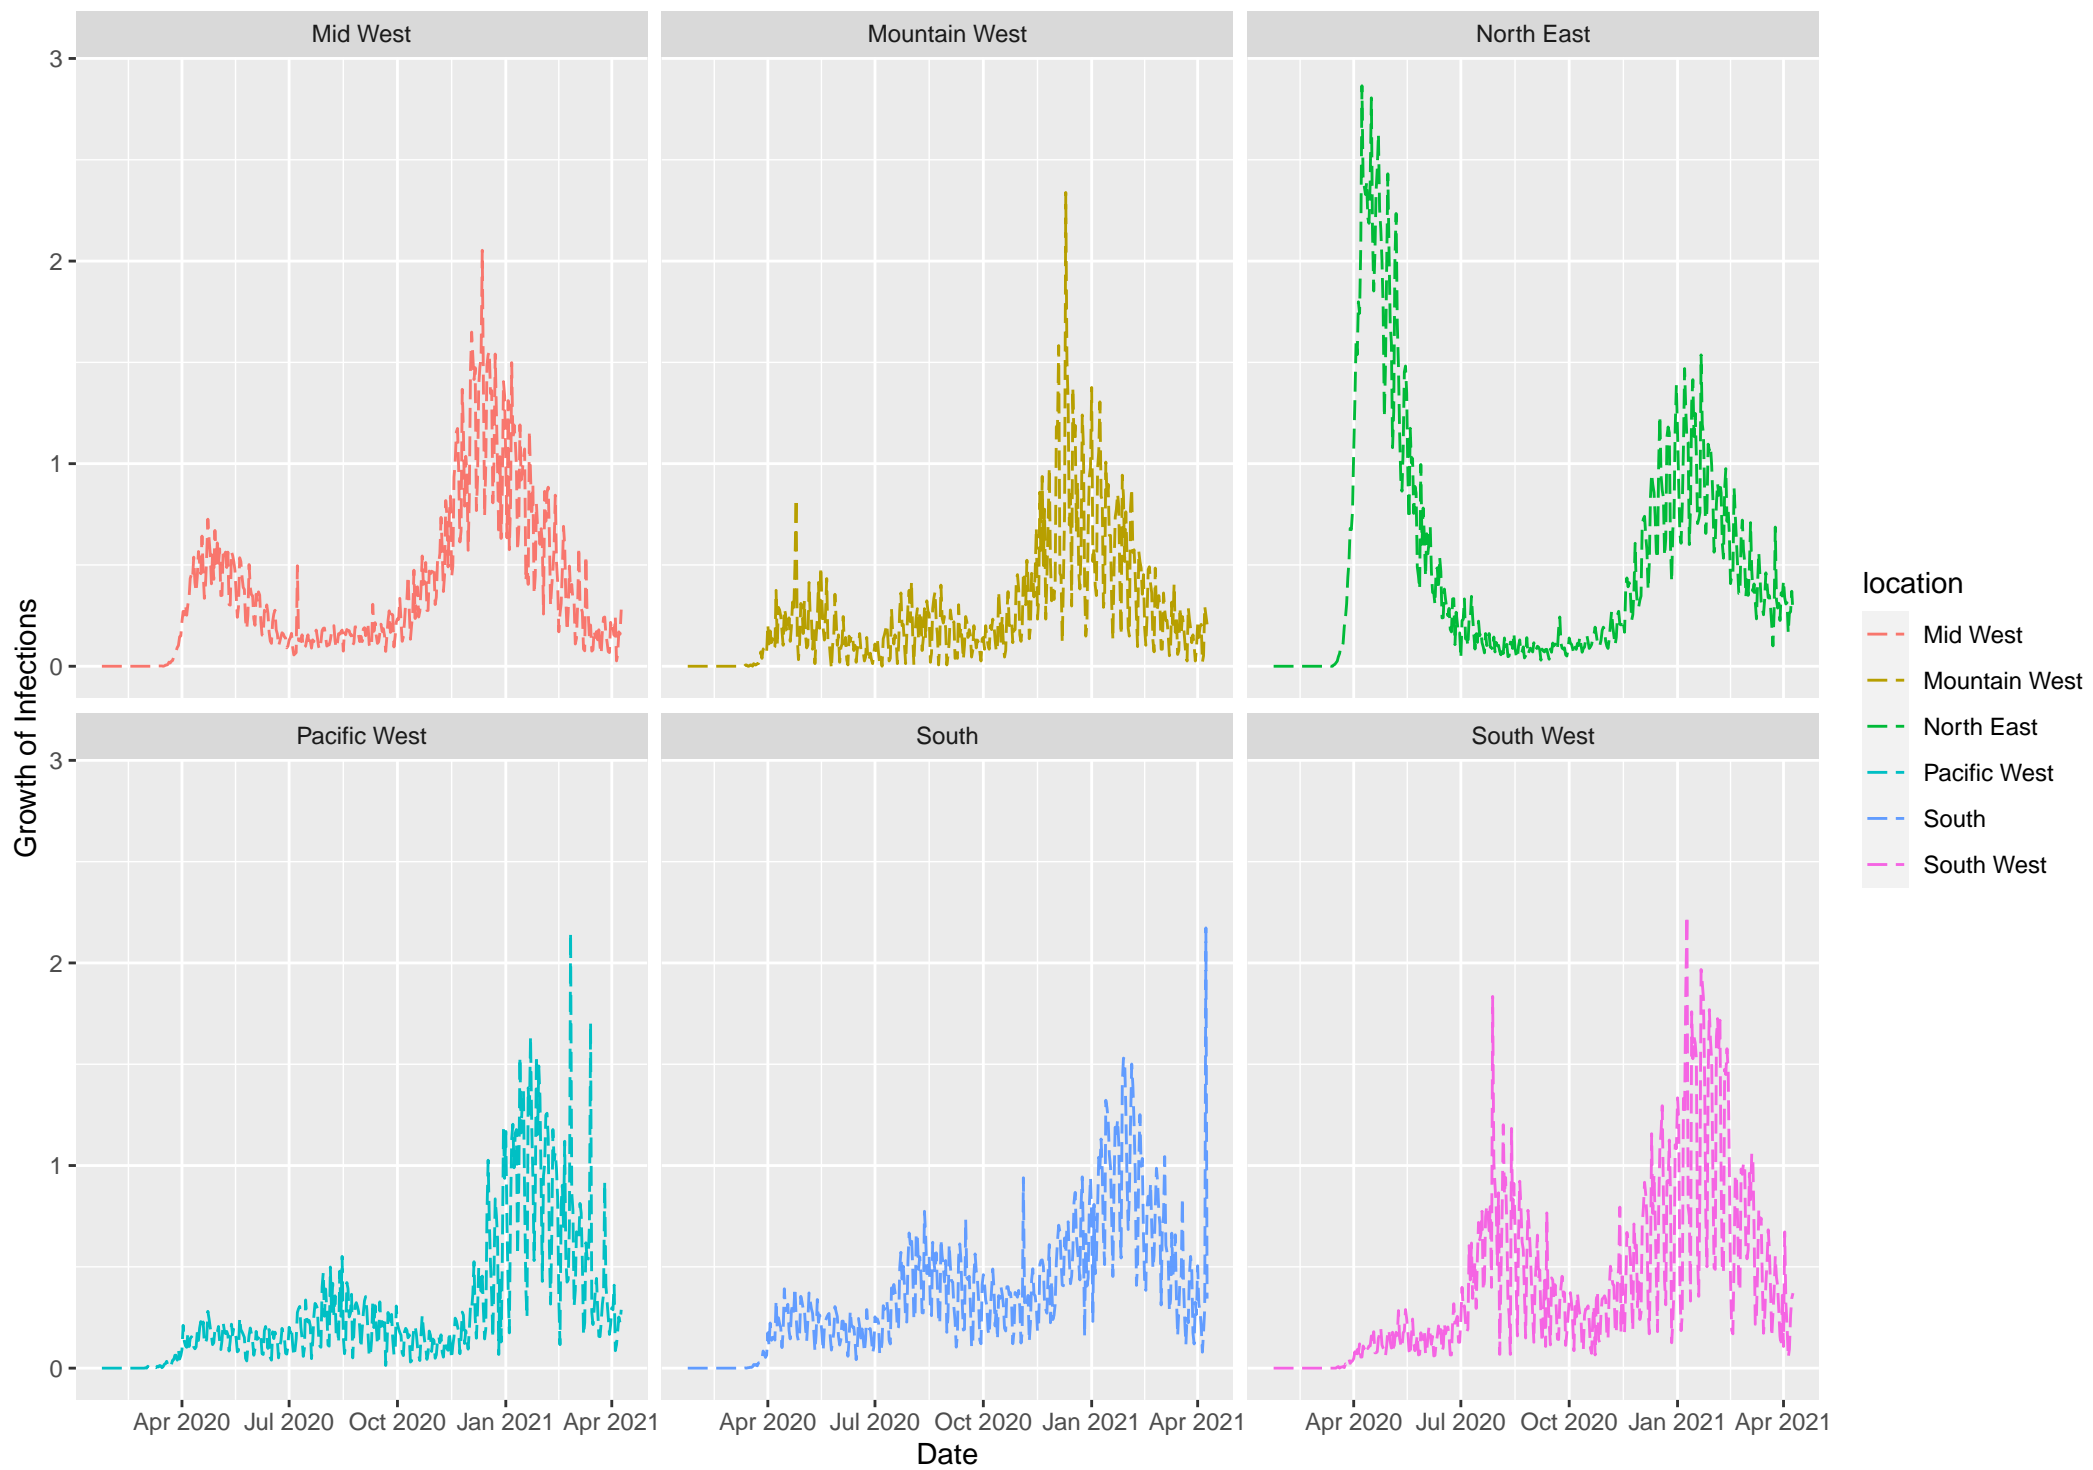 Mid West
Mountain West
North East
3
2
1
0
Pacific West
South
South West
3
2
1
0
Growth of Infections
Apr 2020 Jul 2020 Oct 2020 Jan 2021 Apr 2021
Apr 2020 Jul 2020 Oct 2020 Jan 2021 Apr 2021
Apr 2020 Jul 2020 Oct 2020 Jan 2021 Apr 2021
Date
location
Mid West
Mountain West
North East
Pacific West
South
South West